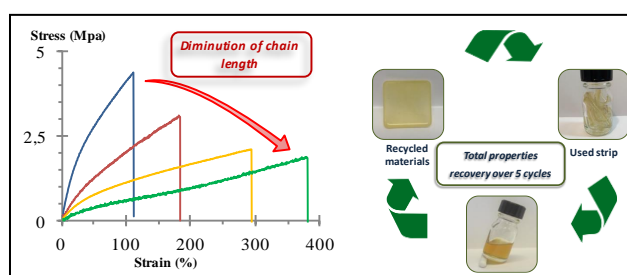 Stress (Mpa)
5
2,5
0
0
100
200
300
400
Strain (%)
Diminution of chain
length
Recycled
materials
Used strip
Total properties
recovery over 5 cycles